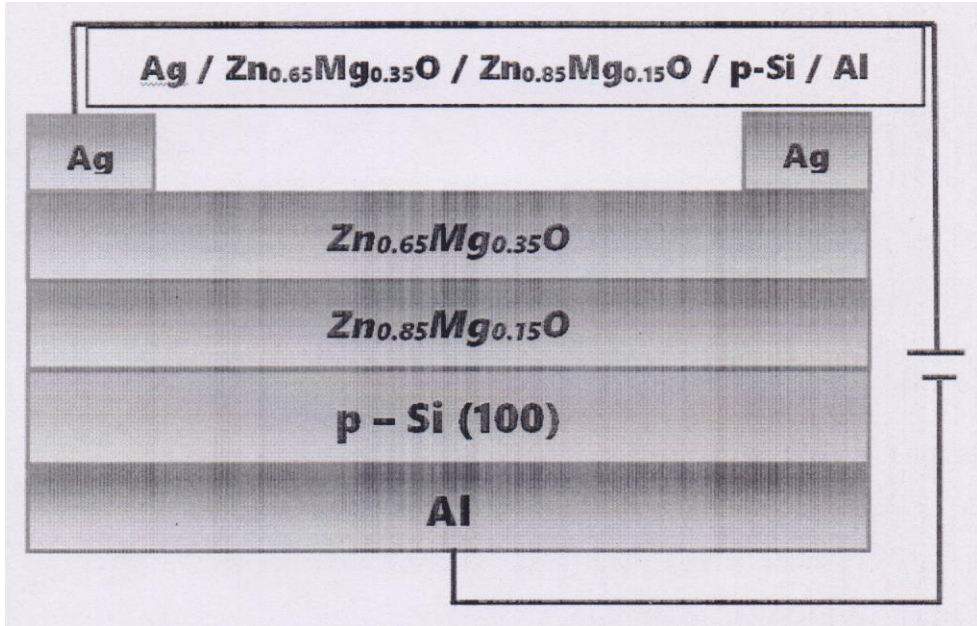 Ag / Zn₀.₆₅Mg₀.₃₅O / Zn₀.₈₅Mg₀.₁₅O / p-Si / Al
Ag
Ag
Zn₀.₆₅Mg₀.₃₅O
Zn₀.₈₅Mg₀.₁₅O
p – Si (100)
Al